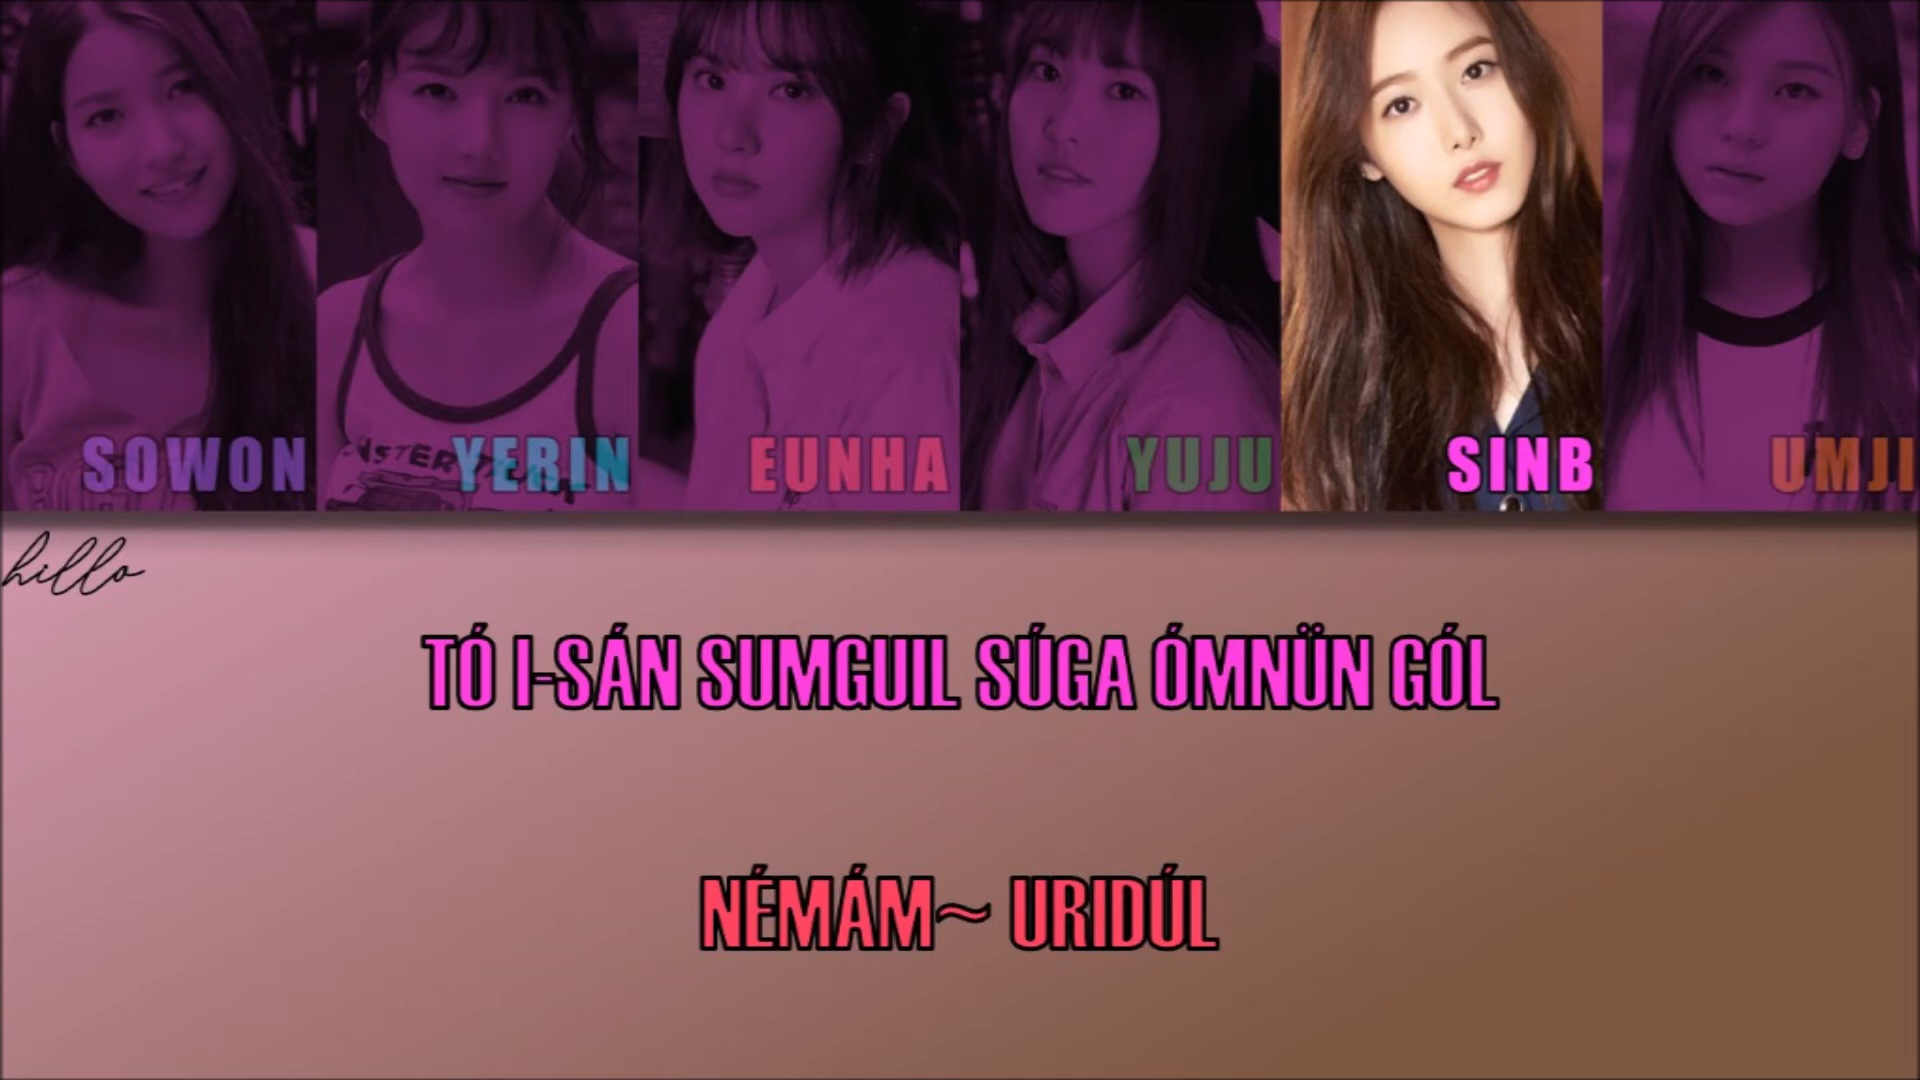 SOWON YERIN EUNHA YUJU SINB UMJI
hillo
TÓ I-SÁN SUMGUIL SÚGA ÓMNÜN GÓL
NÉMÁM~ URIDÚL